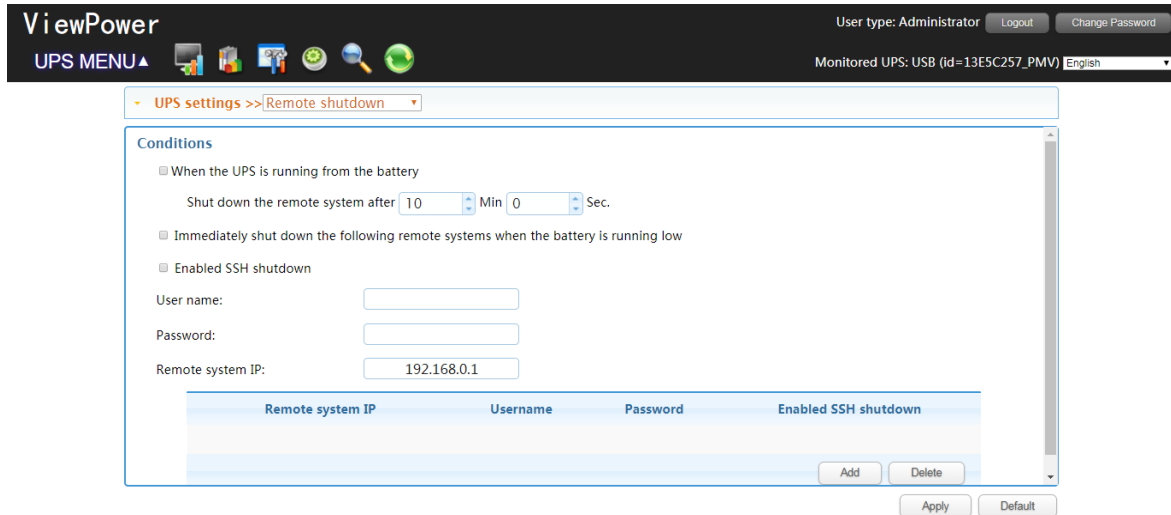 ViewPower
User type: Administrator Logout Change Password
UPS MENU▲
Monitored UPS: USB (id=13E5C257_PMV) English
UPS settings >> Remote shutdown
Conditions
When the UPS is running from the battery
Shut down the remote system after 10 Min 0 Sec.
Immediately shut down the following remote systems when the battery is running low
Enabled SSH shutdown
User name:
Password:
Remote system IP: 192.168.0.1
Remote system IP Username Password Enabled SSH shutdown
Add Delete
Apply Default